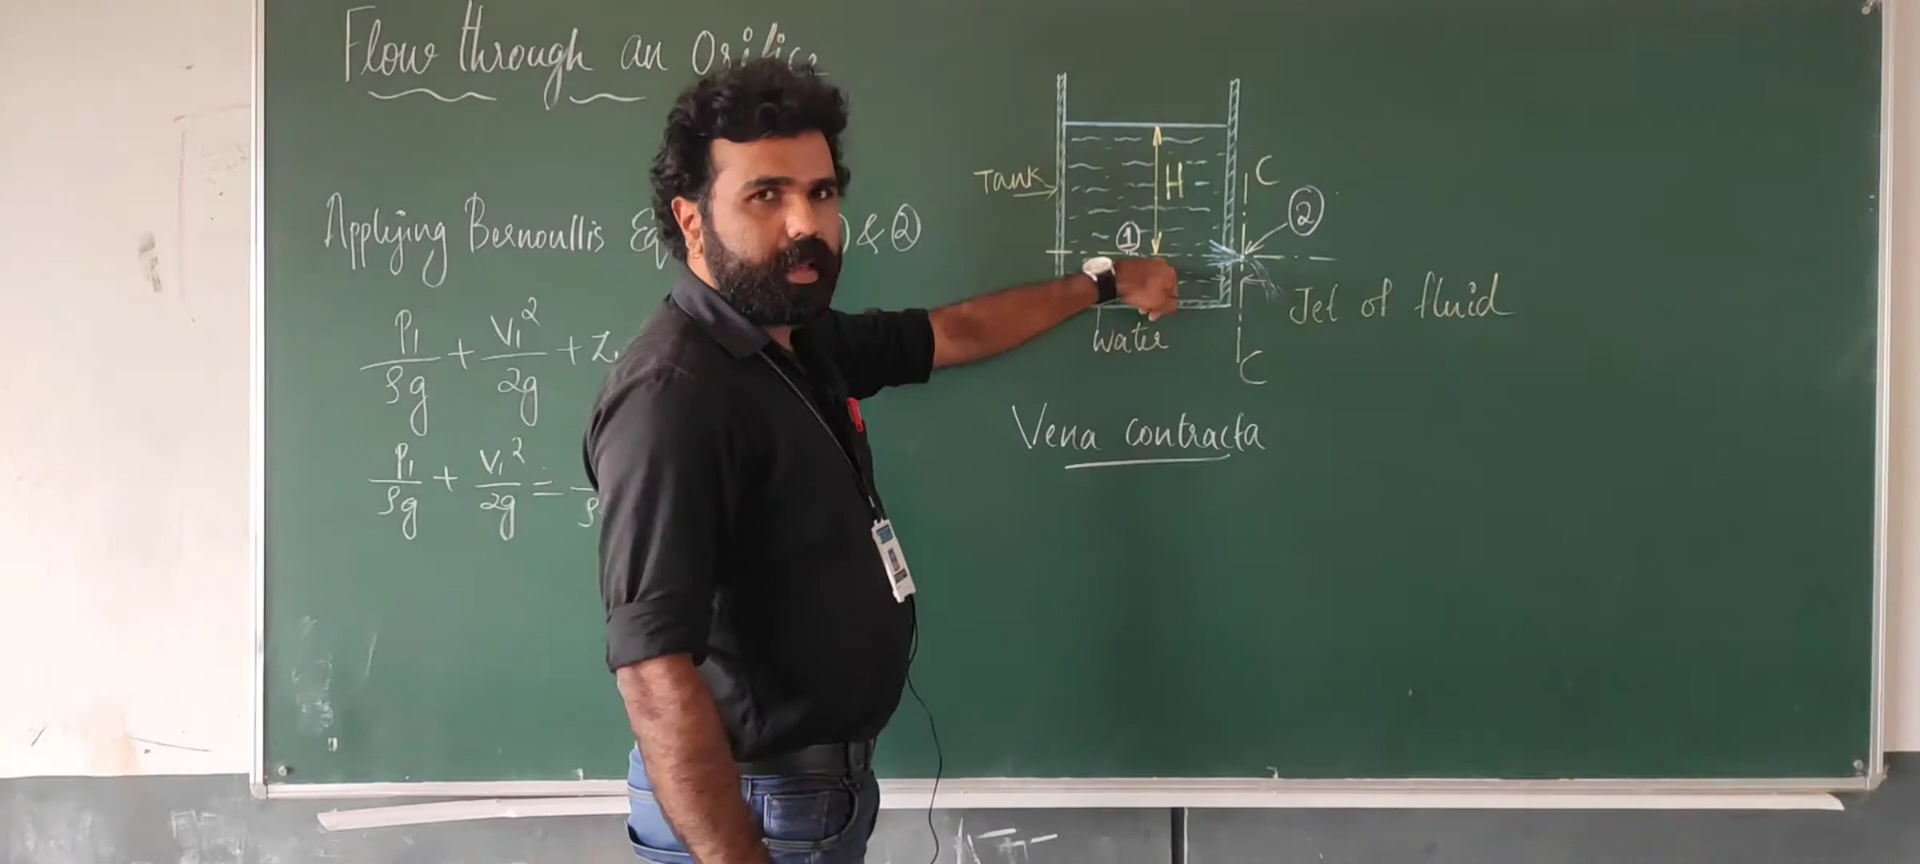 Flow through an Orifice
Applying Bernoullis & ②
P1/ρg + V1²/2g + Z
P1/ρg + V1²/2g =
Tank
H
①
C
②
Jet of fluid
Water
C
Vena contracta